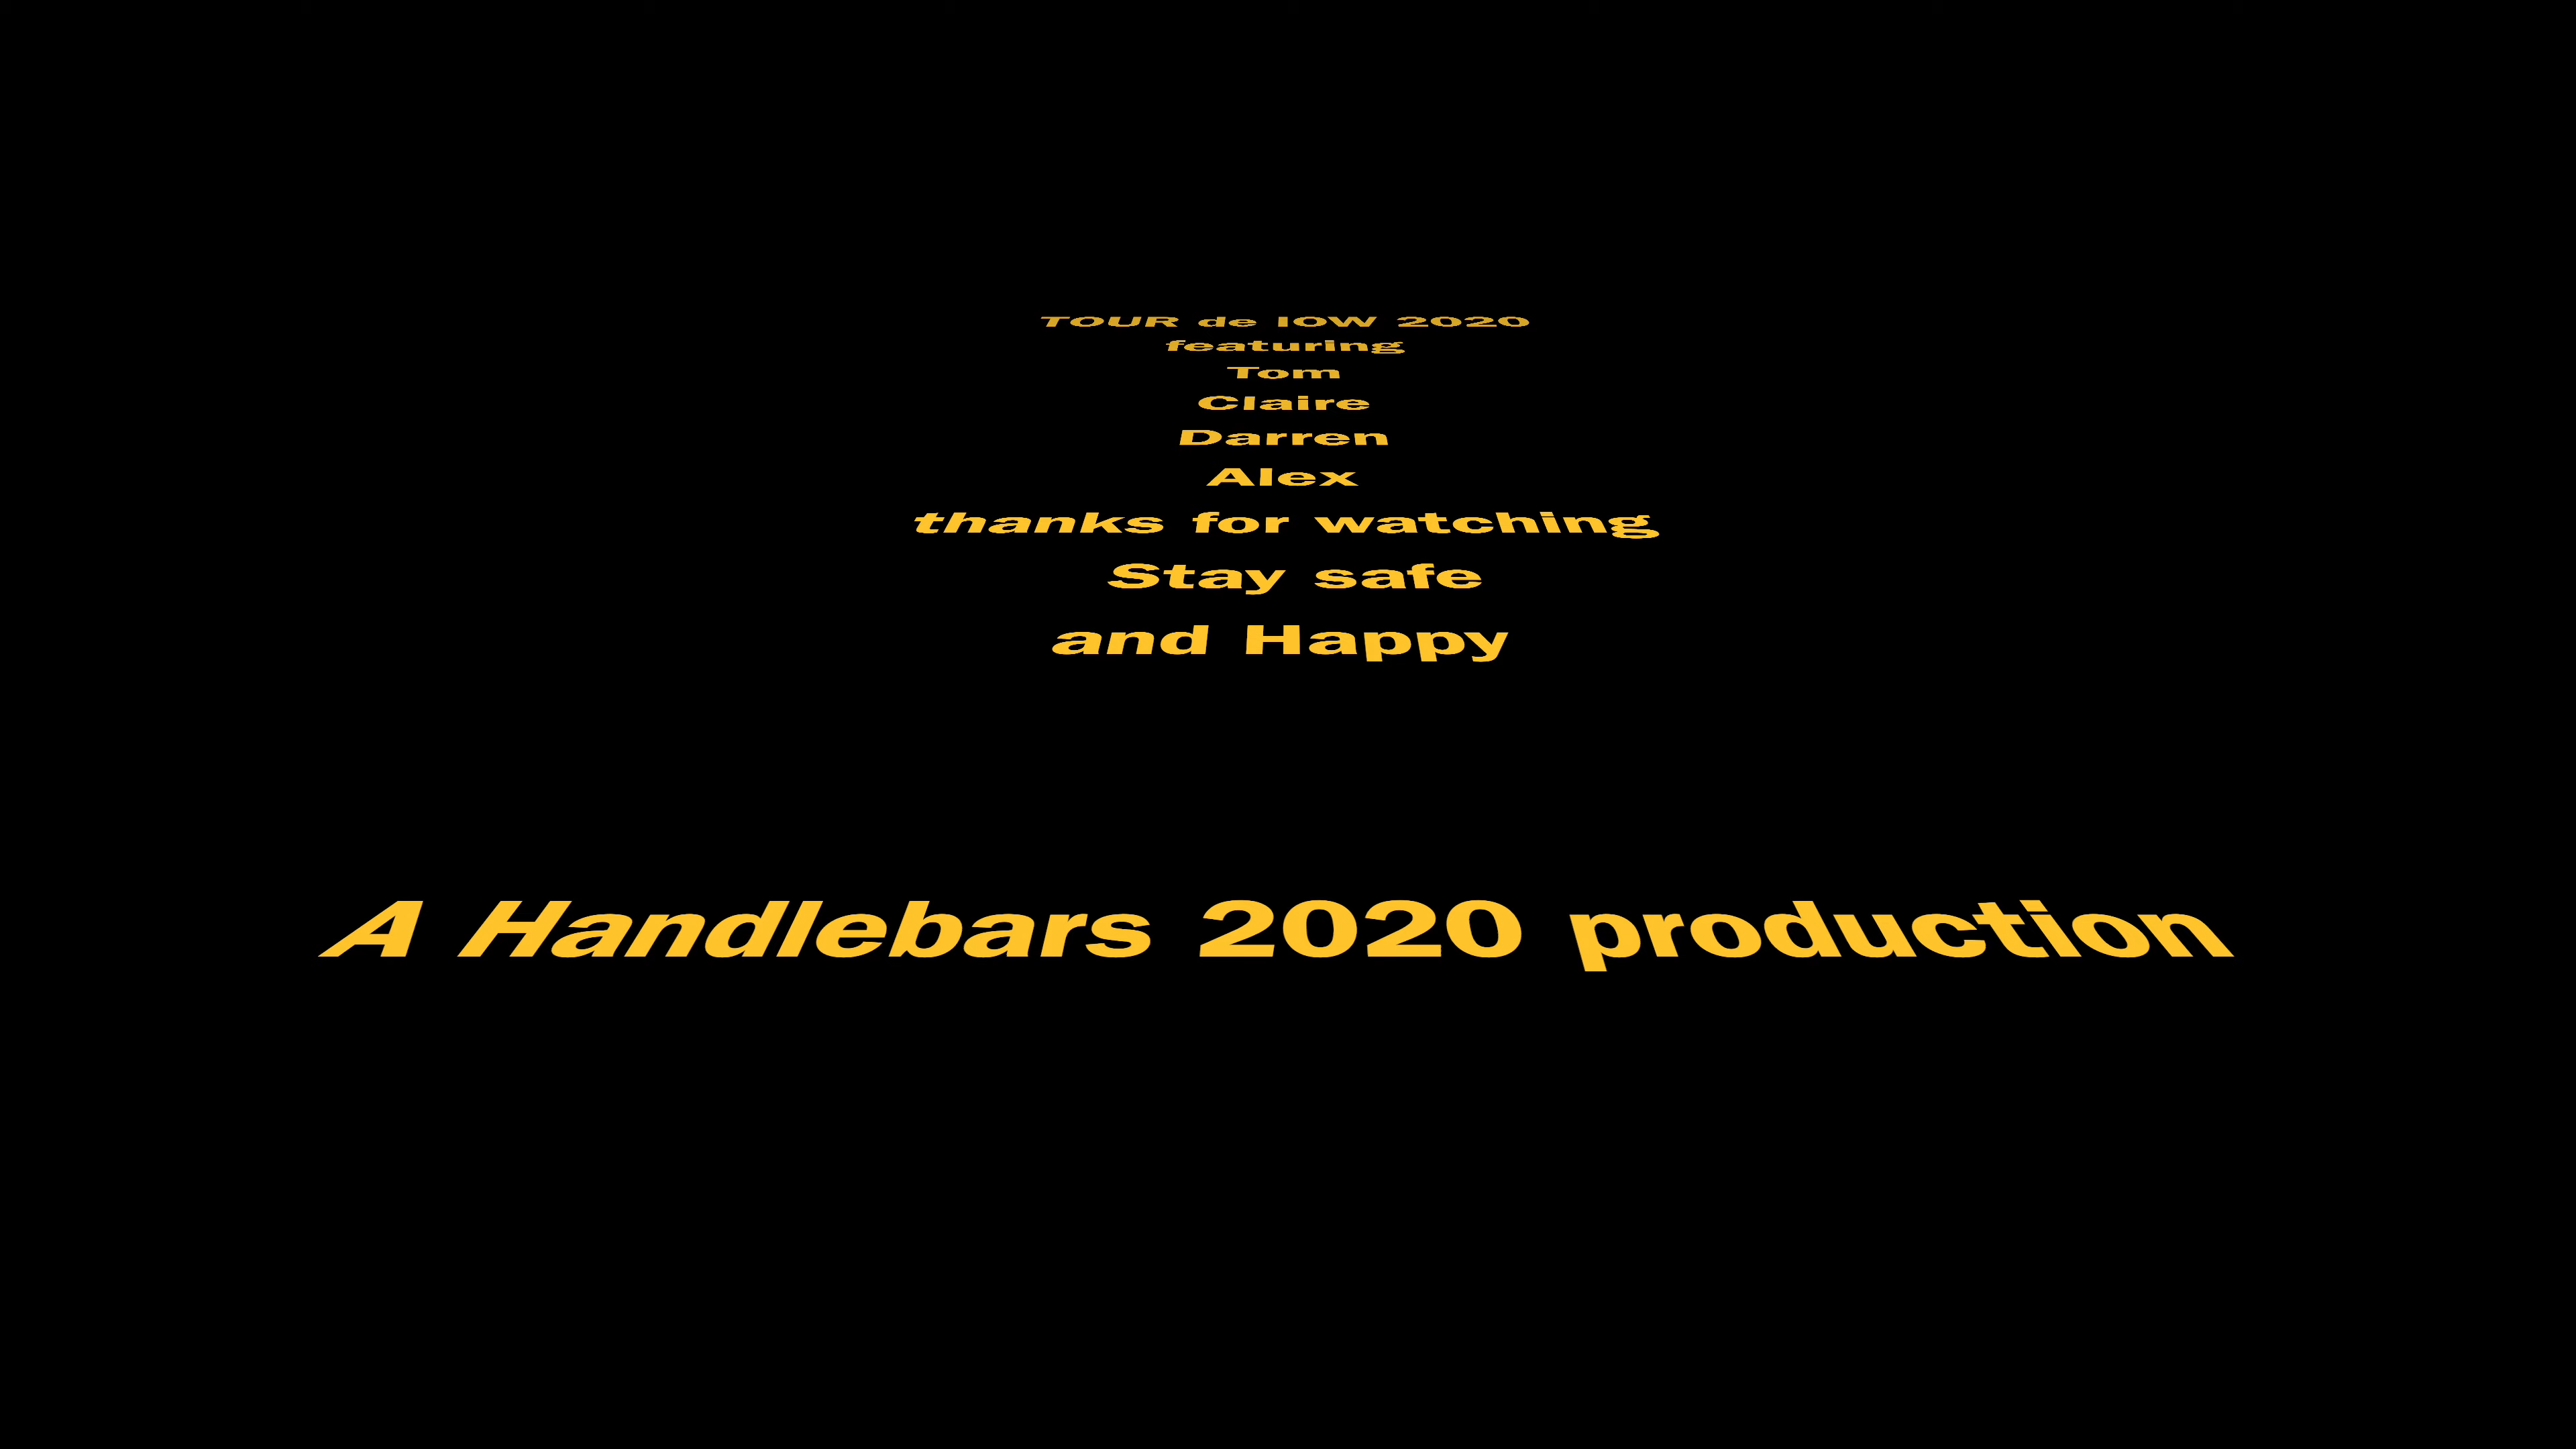 TOUR de IOW 2020
featuring
Tom
Claire
Darren
Alex
thanks for watching
Stay safe
and Happy
A Handlebars 2020 production